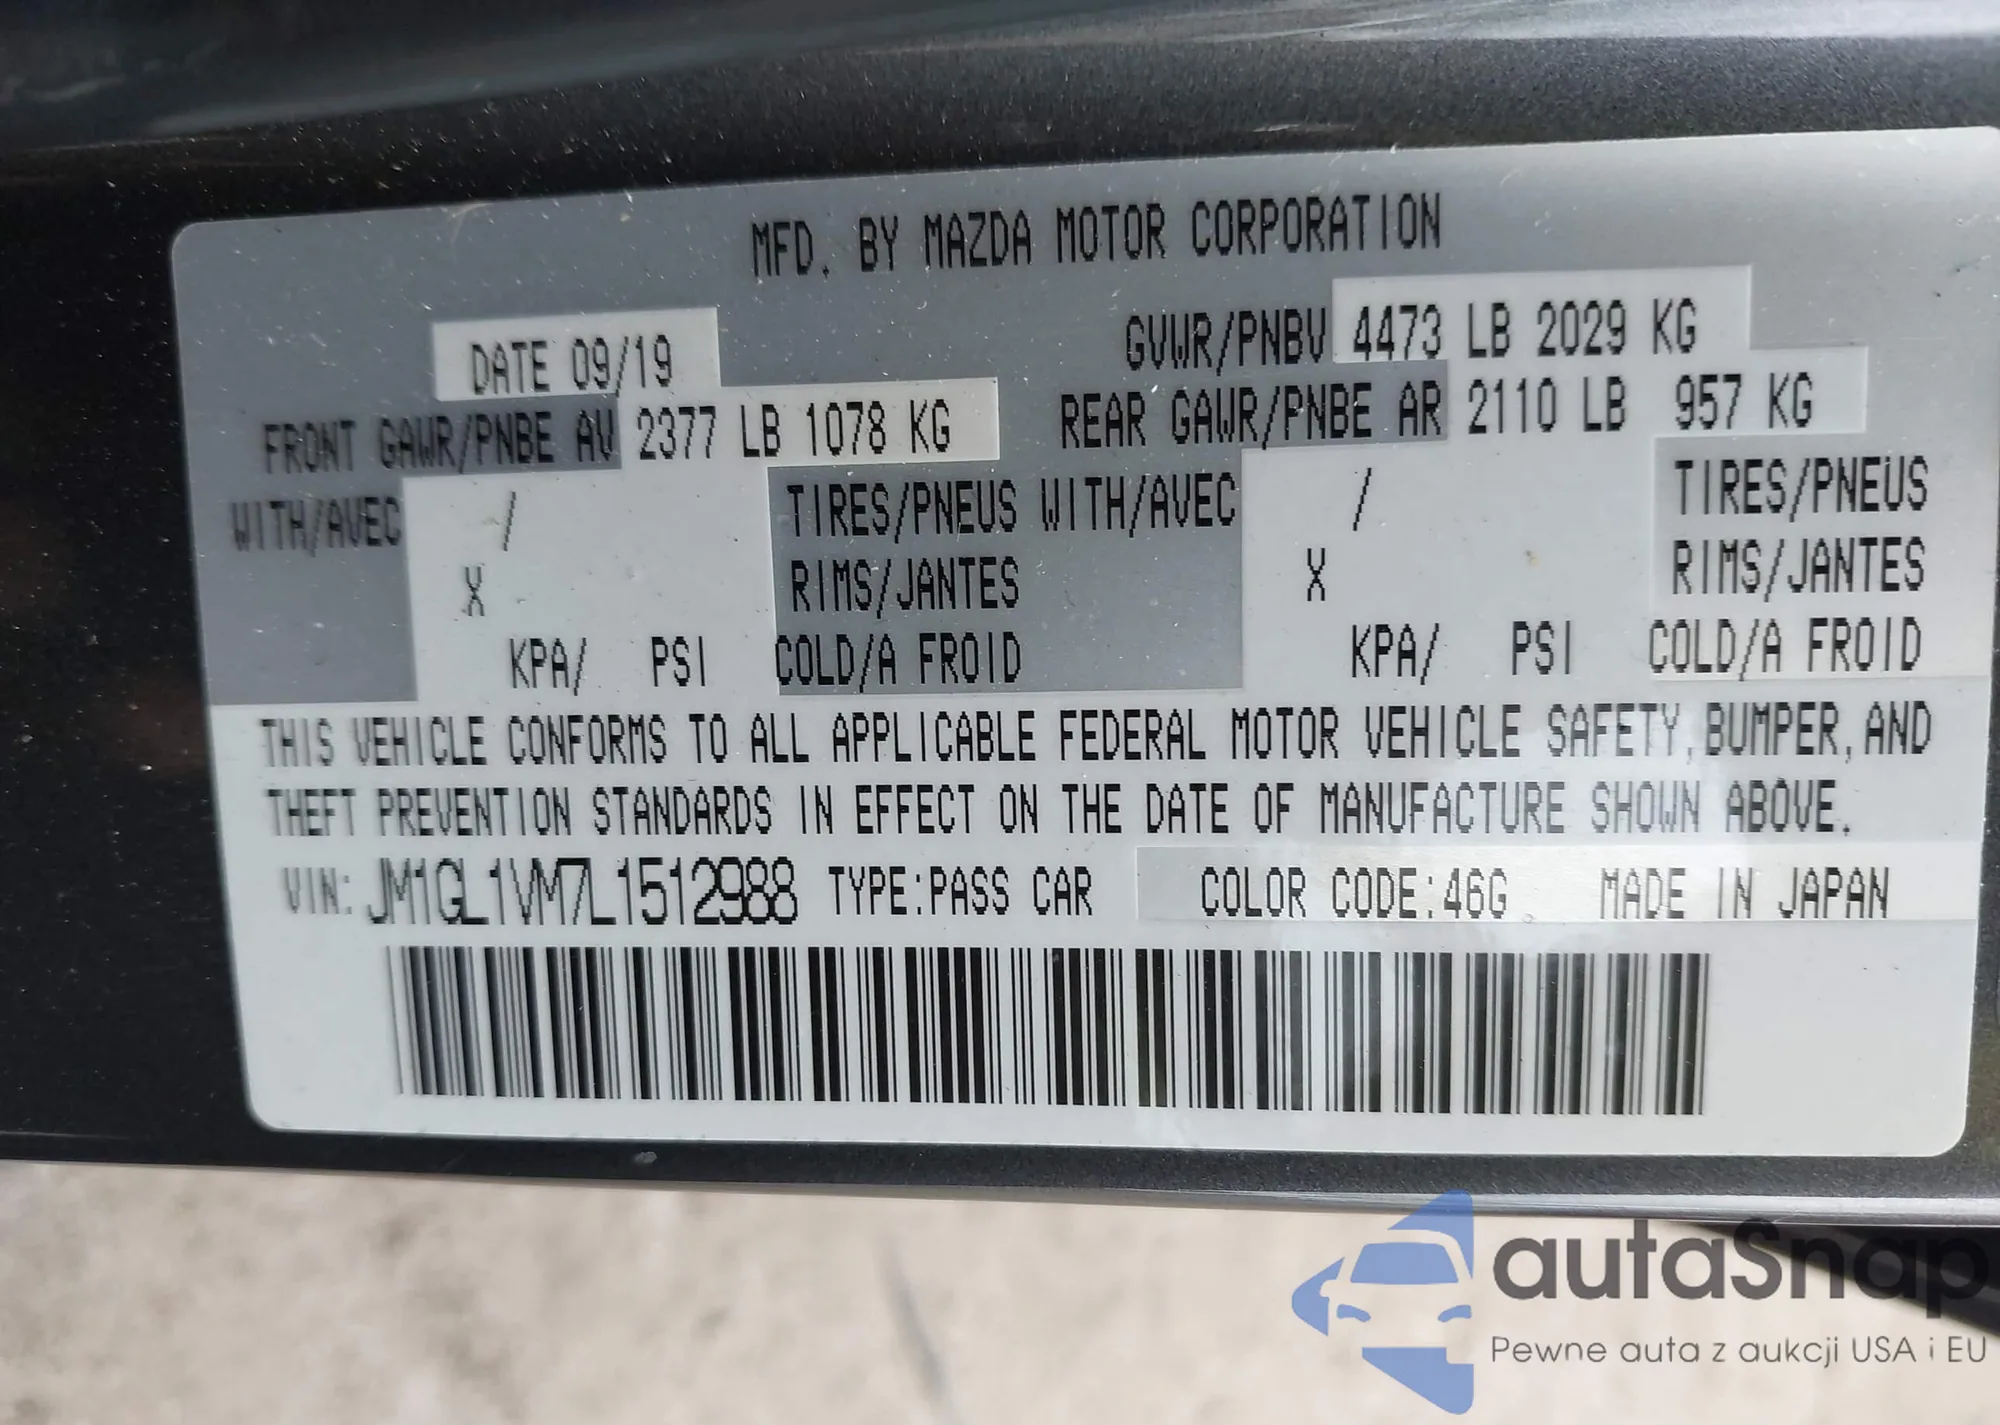 MFD. BY MAZDA MOTOR CORPORATION
DATE 09/19 GVWR/PNBV 4473 LB 2029 KG
FRONT GAWR/PNBE AV 2377 LB 1078 KG REAR GAWR/PNBE AR 2110 LB 957 KG
WITH/AVEC / TIRES/PNEUS WITH/AVEC / TIRES/PNEUS
X RIMS/JANTES X RIMS/JANTES
KPA/ PSI COLD/A FROID KPA/ PSI COLD/A FROID
THIS VEHICLE CONFORMS TO ALL APPLICABLE FEDERAL MOTOR VEHICLE SAFETY, BUMPER, AND
THEFT PREVENTION STANDARDS IN EFFECT ON THE DATE OF MANUFACTURE SHOWN ABOVE.
VIN: JM1GL1VM7L1512988 TYPE:PASS CAR COLOR CODE:46G MADE IN JAPAN
autaSnap
Pewne auta z aukcji USA i EU